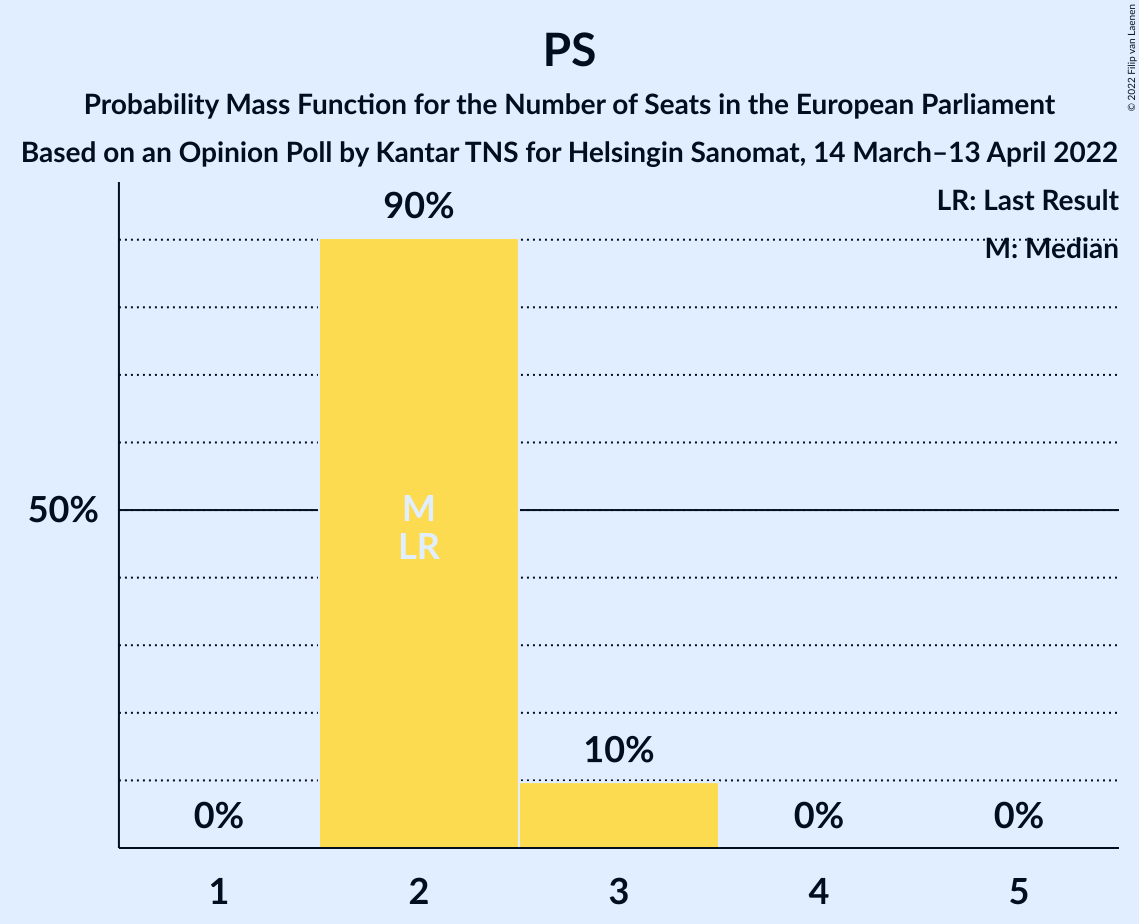 PS
Probability Mass Function for the Number of Seats in the European Parliament
Based on an Opinion Poll by Kantar TNS for Helsingin Sanomat, 14 March–13 April 2022
© 2022 Filip van Laenen
LR: Last Result
M: Median
90%
50%
M
LR
10%
0%
0%
0%
1
2
3
4
5